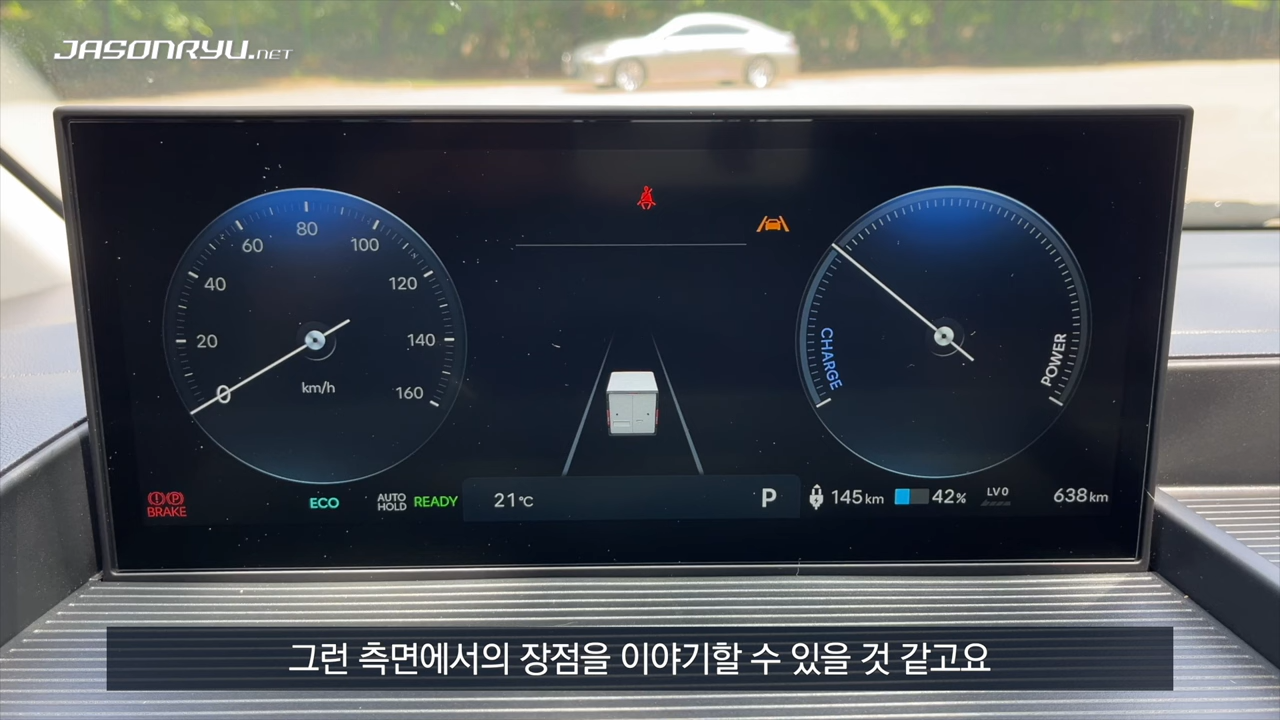 JASONRYU.NET
0
20
40
60
80
100
120
140
160
km/h
CHARGE
POWER
BRAKE
ECO
AUTO HOLD
READY
21°C
P
145km
42%
LV0
638km
그런 측면에서의 장점을 이야기할 수 있을 것 같고요